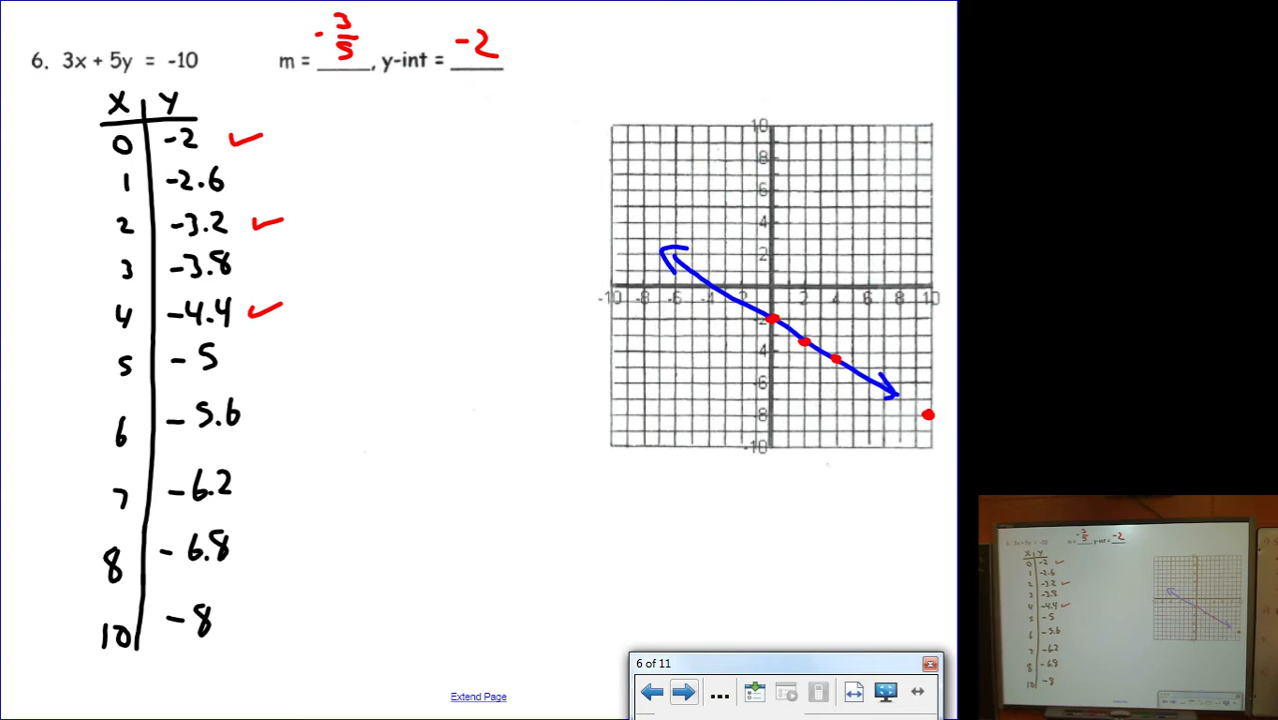 6. 3x + 5y = -10 m = -3/5, y-int = -2
X Y
0 -2 ✓
1 -2.6
2 -3.2 ✓
3 -3.8
4 -4.4 ✓
5 -5
6 -5.6
7 -6.2
8 -6.8
10 -8
10
8
6
4
2
-10 -8 -6 -4 -2 2 4 6 8 10
-2
-4
-6
-8
-10
6 of 11
Extend Page